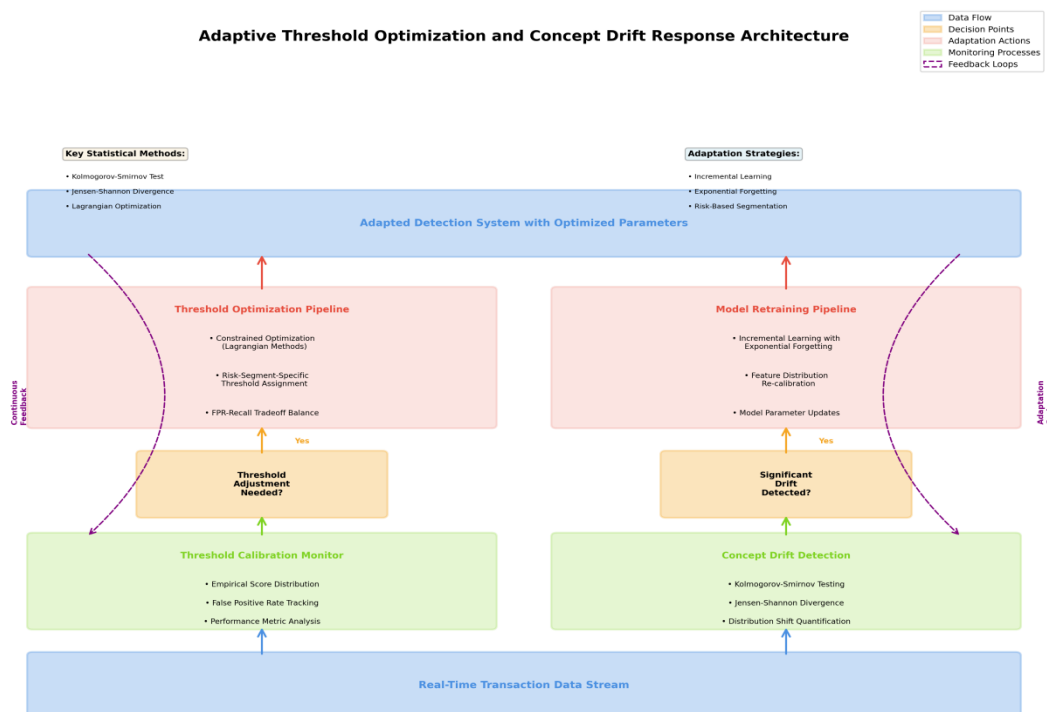 Adaptive Threshold Optimization and Concept Drift Response Architecture
Data Flow
Decision Points
Adaptation Actions
Monitoring Processes
Feedback Loops
Key Statistical Methods:
• Kolmogorov-Smirnov Test
• Jensen-Shannon Divergence
• Lagrangian Optimization
Adaptation Strategies:
• Incremental Learning
• Exponential Forgetting
• Risk-Based Segmentation
Adapted Detection System with Optimized Parameters
Threshold Optimization Pipeline
• Constrained Optimization
(Lagrangian Methods)
• Risk-Segment-Specific
Threshold Assignment
• FPR-Recall Tradeoff Balance
Model Retraining Pipeline
• Incremental Learning with
Exponential Forgetting
• Feature Distribution
Re-calibration
• Model Parameter Updates
Continuous
Feedback
Adaptation
Yes
Yes
Threshold
Adjustment
Needed?
Significant
Drift
Detected?
Threshold Calibration Monitor
• Empirical Score Distribution
• False Positive Rate Tracking
• Performance Metric Analysis
Concept Drift Detection
• Kolmogorov-Smirnov Testing
• Jensen-Shannon Divergence
• Distribution Shift Quantification
Real-Time Transaction Data Stream